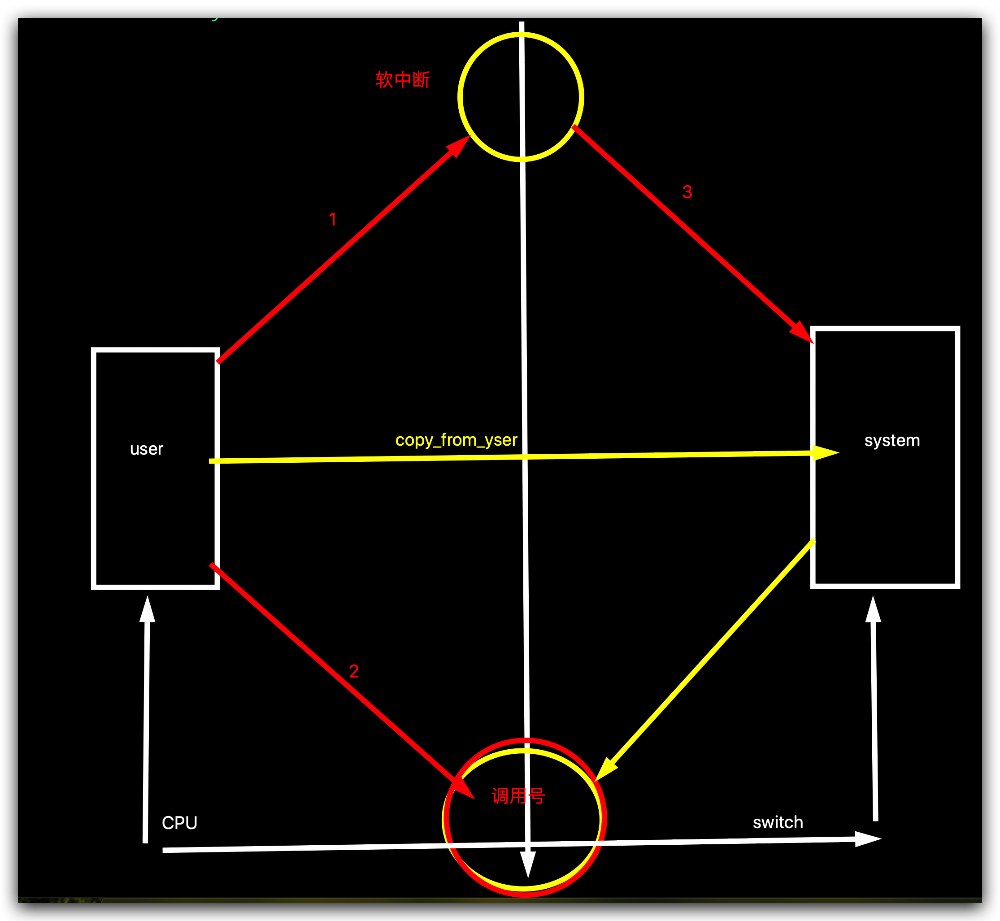 软中断
3
1
copy_from_yser
system
user
2
调用号
CPU
switch